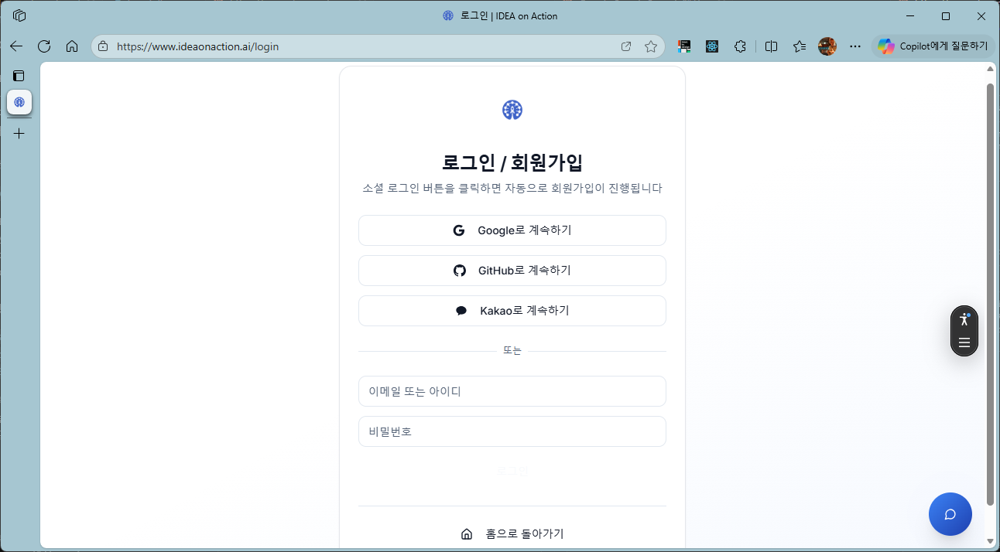 로그인 | IDEA on Action
https://www.ideaonaction.ai/login
Copilot에게 질문하기
로그인 / 회원가입
소셜 로그인 버튼을 클릭하면 자동으로 회원가입이 진행됩니다
Google로 계속하기
GitHub로 계속하기
Kakao로 계속하기
또는
이메일 또는 아이디
비밀번호
로그인
홈으로 돌아가기